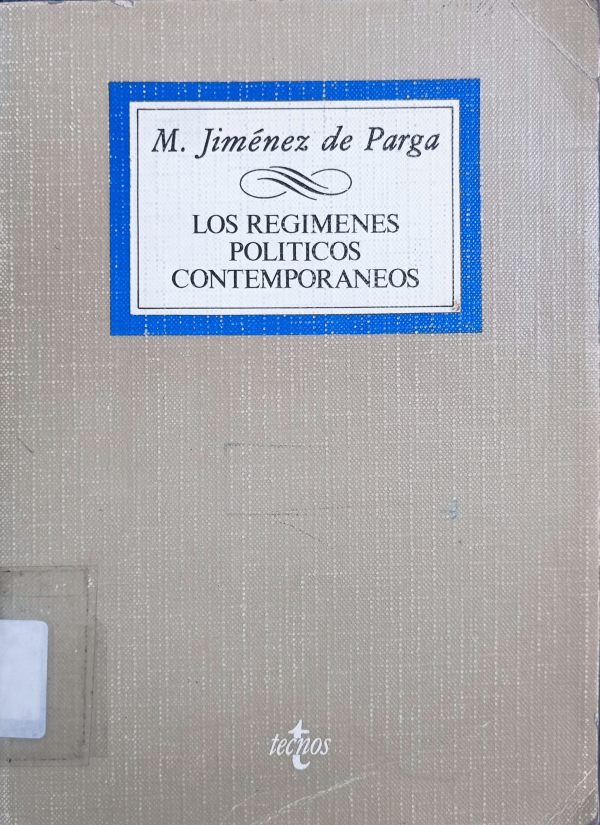 M. Jiménez de Parga
LOS REGIMENES
POLITICOS
CONTEMPORANEOS
tecnos